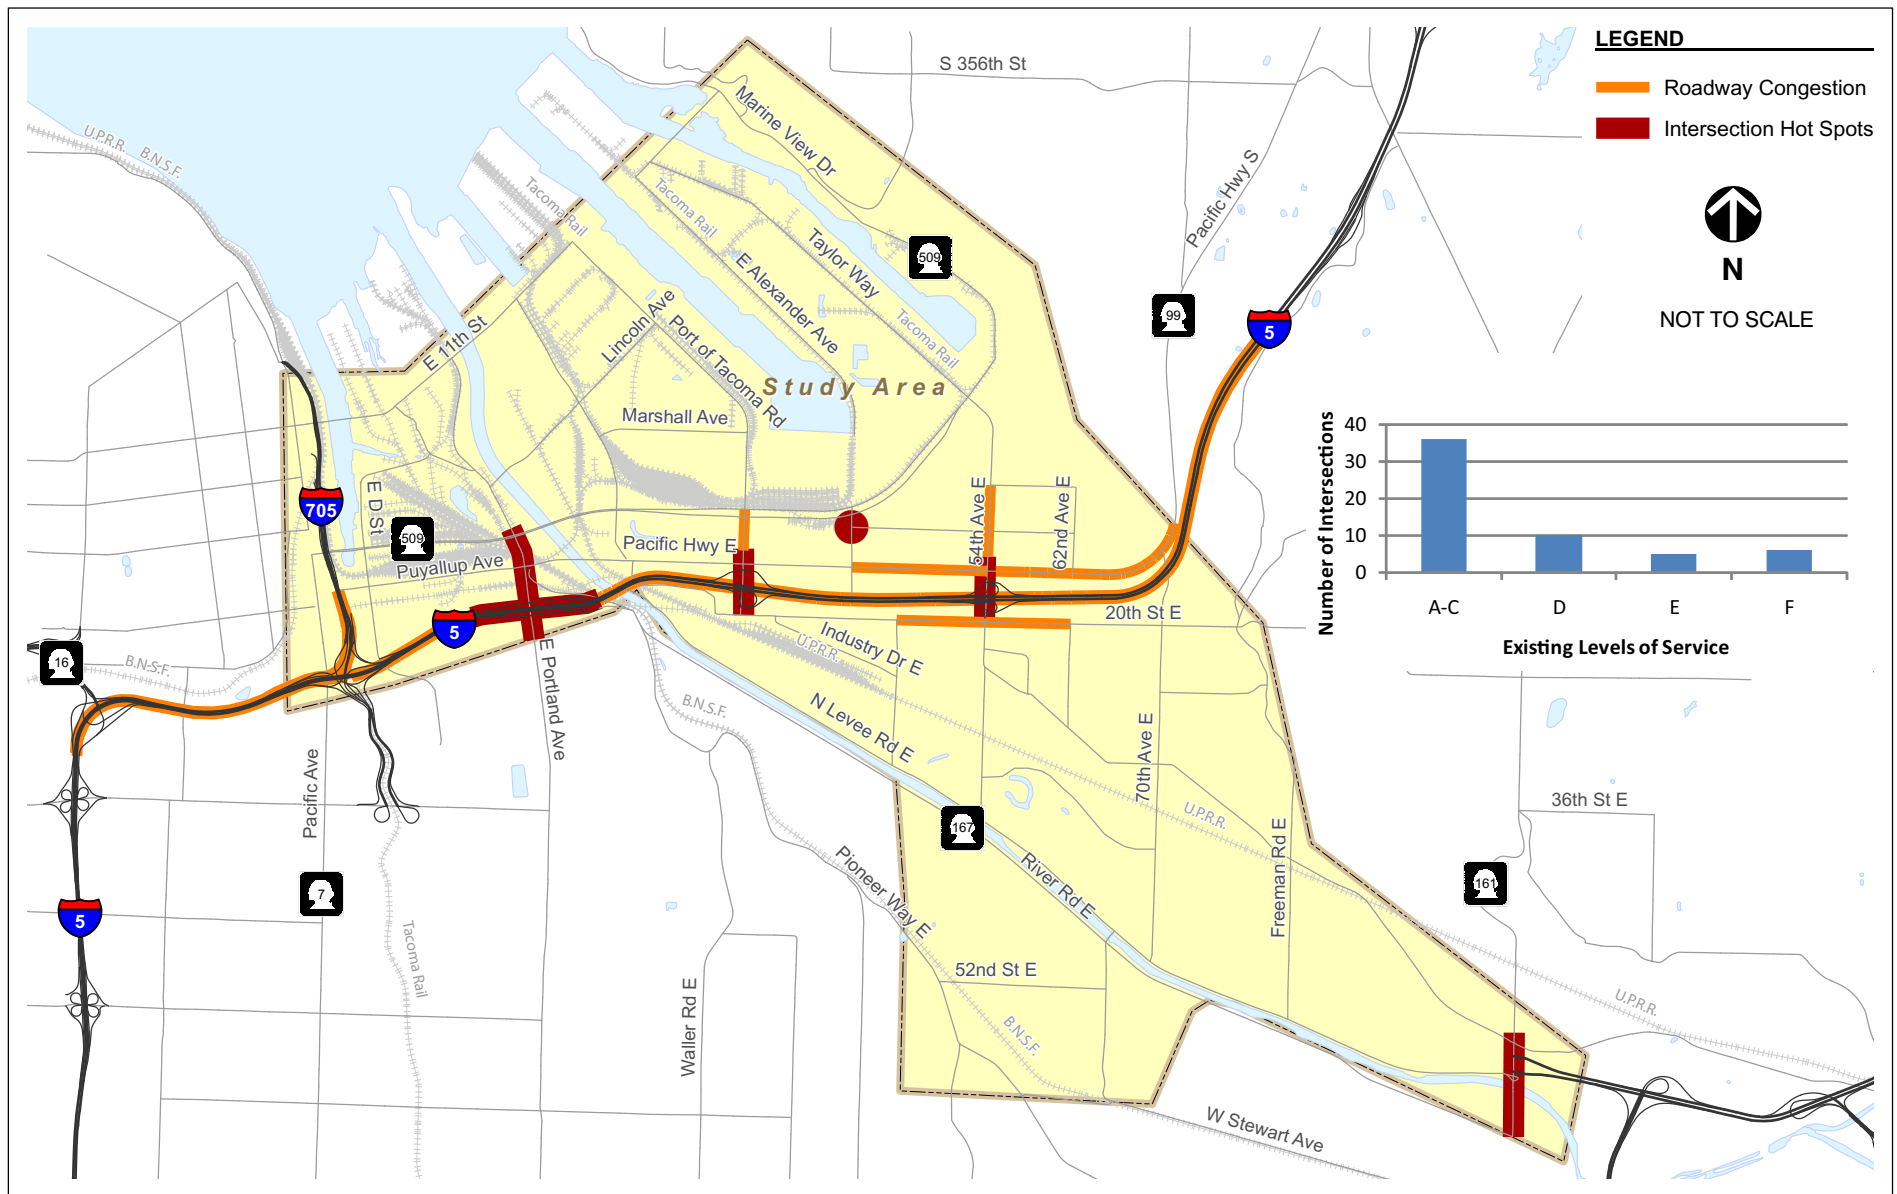 LEGEND
Roadway Congestion
Intersection Hot Spots
N
NOT TO SCALE
S 356th St
Marine View Dr
U.P.R.R.
B.N.S.F.
Tacoma Rail
Tacoma Rail
Pacific Hwy S
509
Taylor Way
E Alexander Ave
Tacoma Rail
99
5
Lincoln Ave
Port of Tacoma Rd
E 11th St
Study Area
Marshall Ave
705
E D St
509
Puyallup Ave
Pacific Hwy E
54th Ave E
62nd Ave E
20th St E
5
16
B.N.S.F.
E Portland Ave
Industry Dr E
U.P.R.R.
N Levee Rd E
B.N.S.F.
70th Ave E
Pacific Ave
7
5
Tacoma Rail
Waller Rd E
167
Pioneer Way E
River Rd E
U.P.R.R.
Freeman Rd E
52nd St E
B.N.S.F.
W Stewart Ave
36th St E
161
U.P.R.R.
Number of Intersections
40
30
20
10
0
A-C
D
E
F
Existing Levels of Service